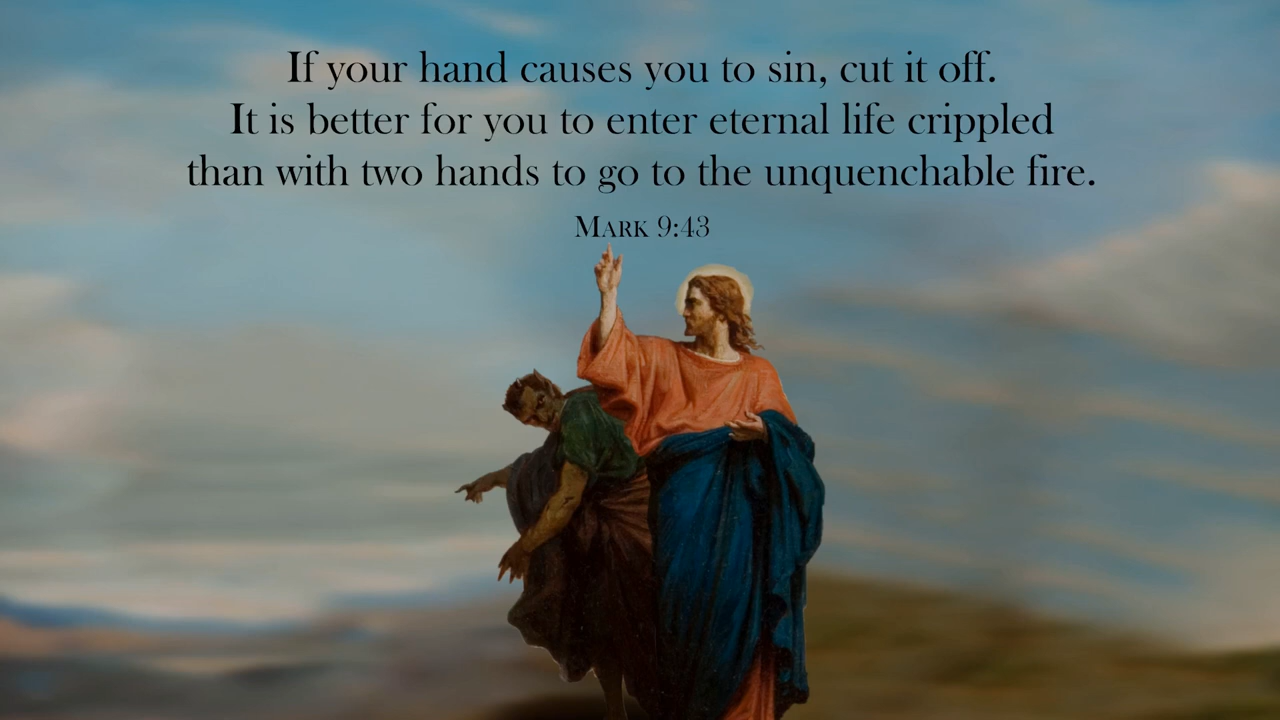 If your hand causes you to sin, cut it off.
It is better for you to enter eternal life crippled
than with two hands to go to the unquenchable fire.
Mark 9:43